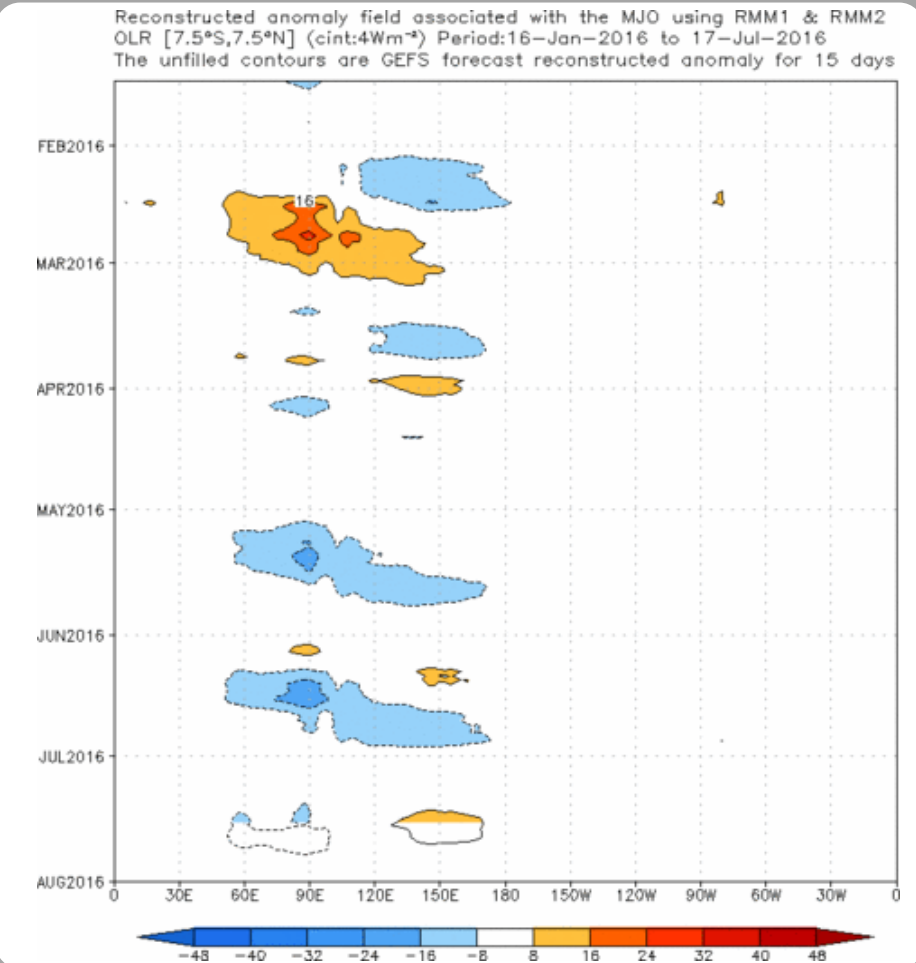 Reconstructed anomaly field associated with the MJO using RMM1 & RMM2
OLR [7.5°S,7.5°N] (cint:4Wm⁻²) Period:16-Jan-2016 to 17-Jul-2016
The unfilled contours are GEFS forecast reconstructed anomaly for 15 days
FEB2016
16
MAR2016
APR2016
MAY2016
JUN2016
JUL2016
AUG2016
0 30E 60E 90E 120E 150E 180 150W 120W 90W 60W 30W 0
-48 -40 -32 -24 -16 -8 8 16 24 32 40 48